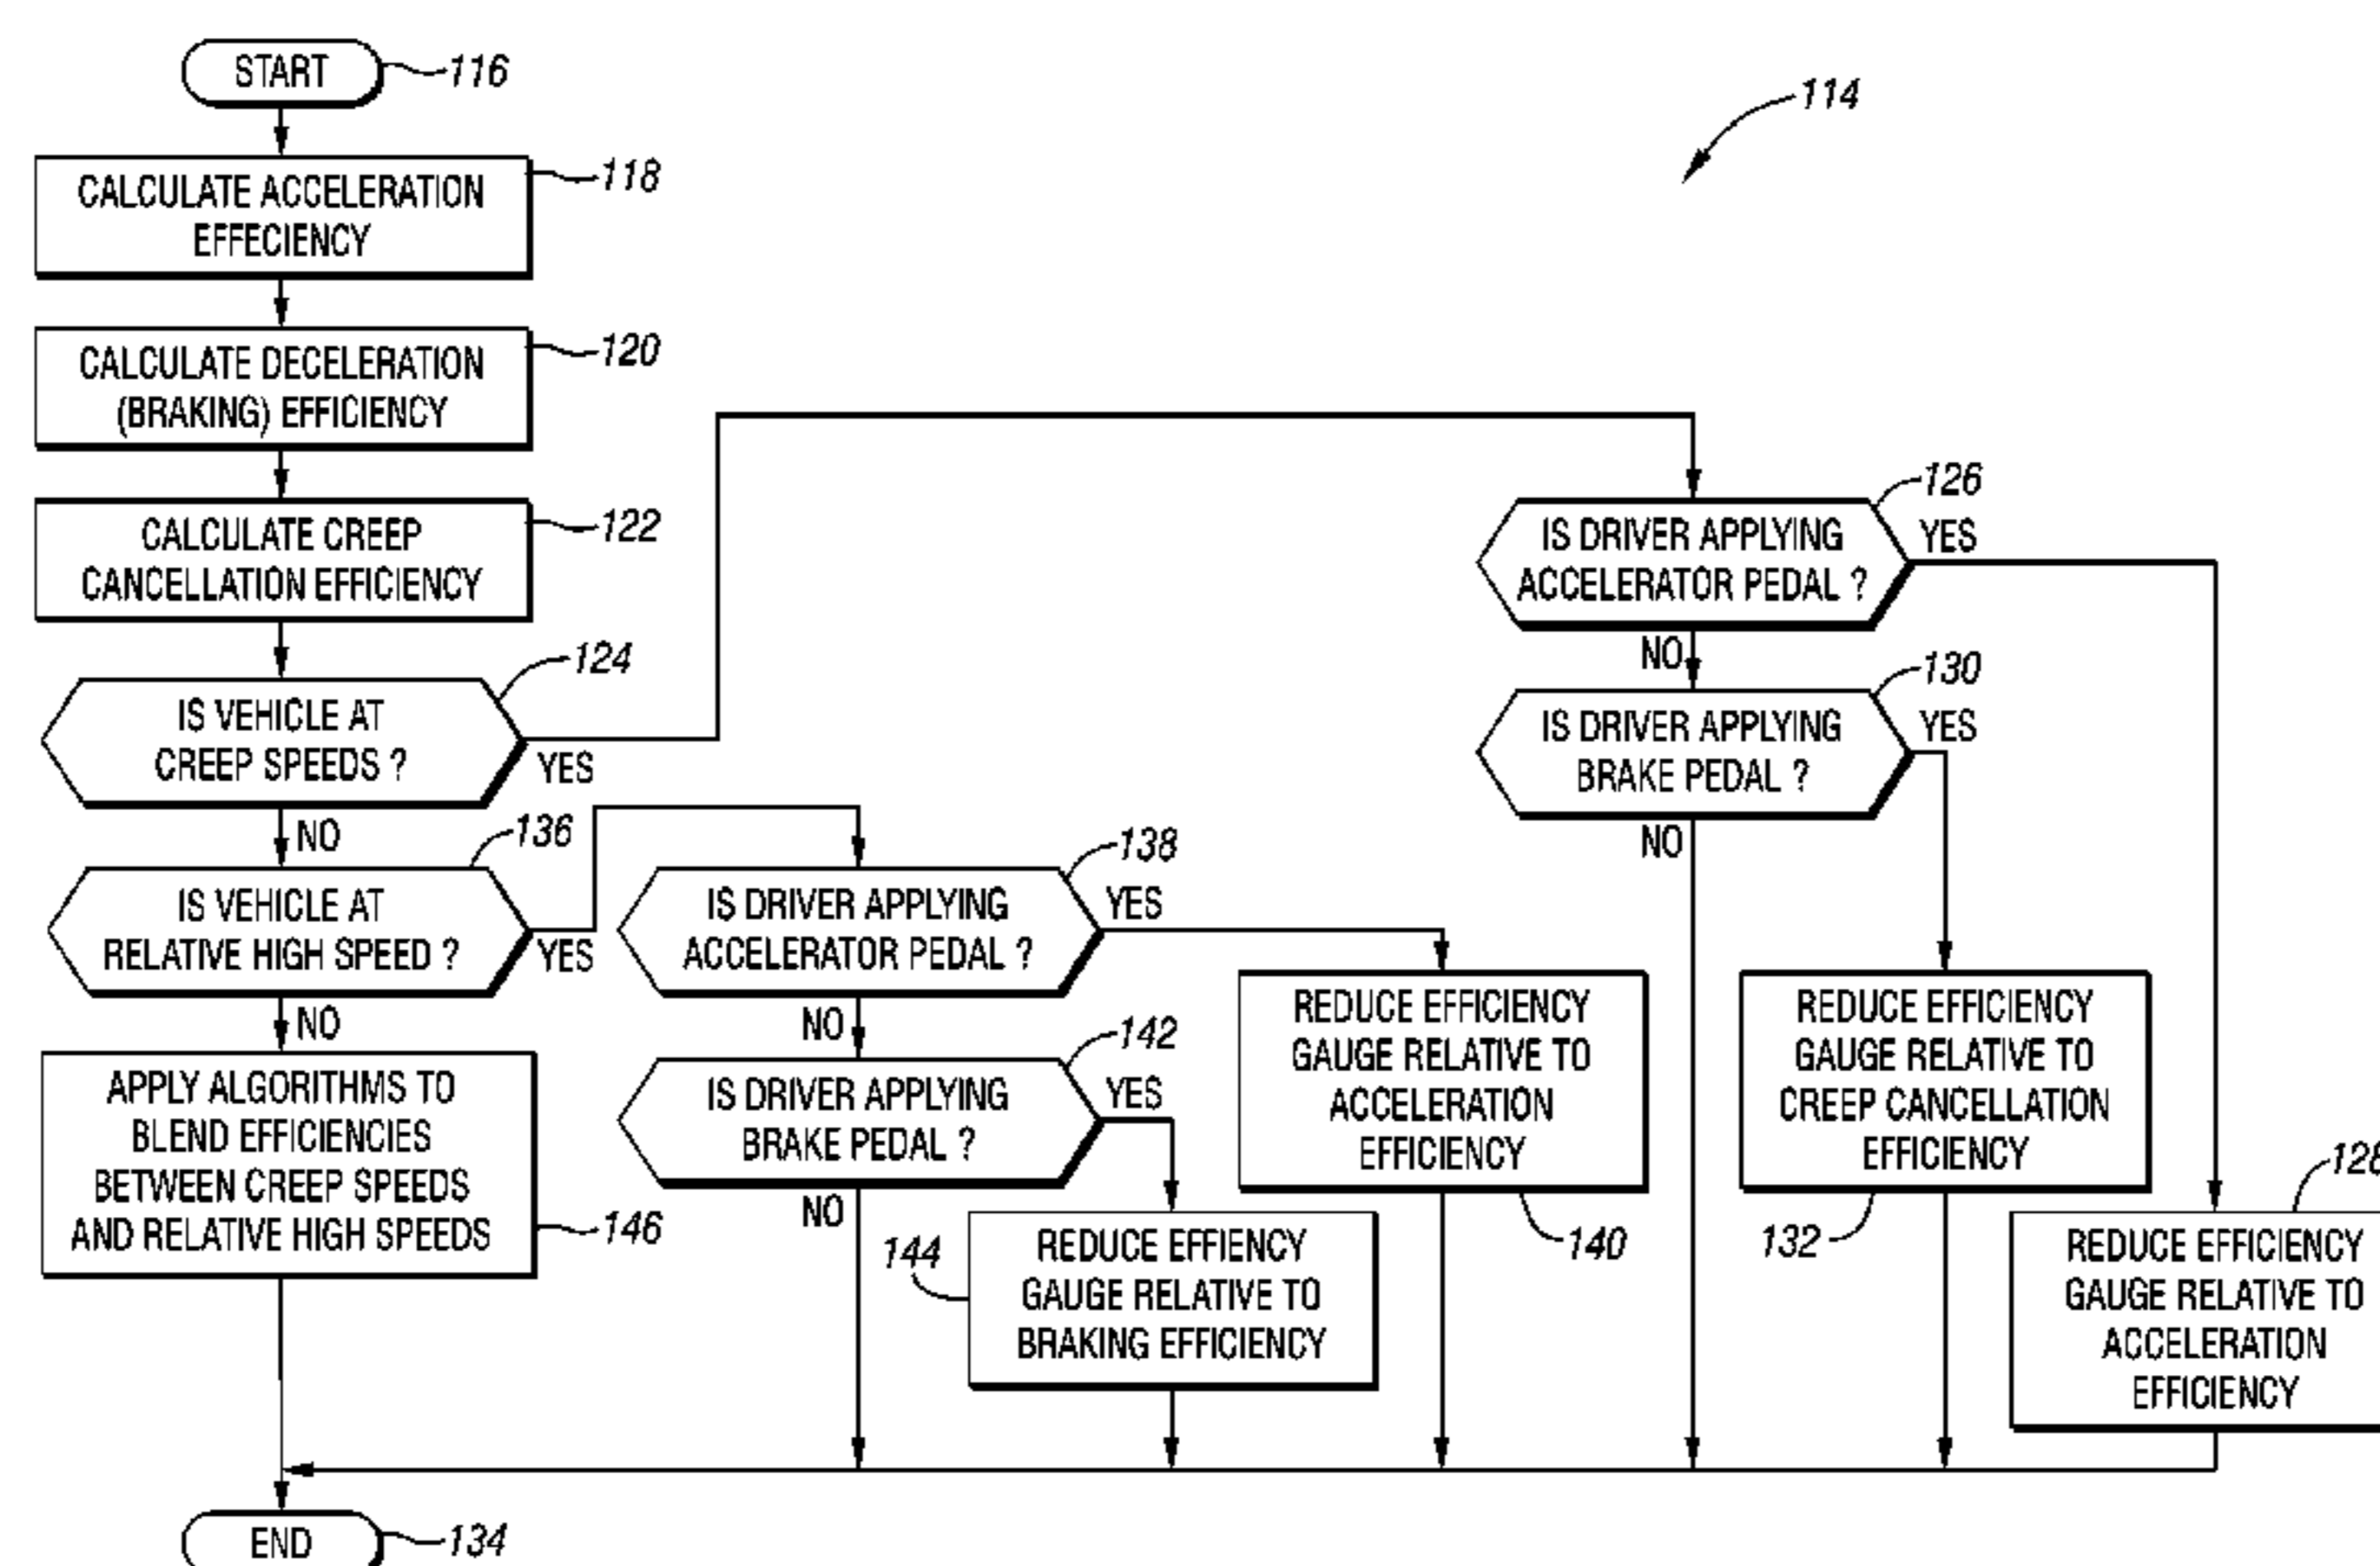 START
116
114
CALCULATE ACCELERATION
EFFECIENCY
118
CALCULATE DECELERATION
(BRAKING) EFFICIENCY
120
CALCULATE CREEP
CANCELLATION EFFICIENCY
122
IS VEHICLE AT
CREEP SPEEDS ?
124
YES
NO
IS DRIVER APPLYING
ACCELERATOR PEDAL ?
126
YES
NO
IS DRIVER APPLYING
BRAKE PEDAL ?
130
YES
NO
IS VEHICLE AT
RELATIVE HIGH SPEED ?
136
YES
NO
IS DRIVER APPLYING
ACCELERATOR PEDAL ?
138
YES
NO
IS DRIVER APPLYING
BRAKE PEDAL ?
142
YES
NO
APPLY ALGORITHMS TO
BLEND EFFICIENCIES
BETWEEN CREEP SPEEDS
AND RELATIVE HIGH SPEEDS
146
REDUCE EFFIENCY
GAUGE RELATIVE TO
BRAKING EFFICIENCY
144
REDUCE EFFICIENCY
GAUGE RELATIVE TO
ACCELERATION
EFFICIENCY
140
REDUCE EFFICIENCY
GAUGE RELATIVE TO
CREEP CANCELLATION
EFFICIENCY
132
REDUCE EFFICIENCY
GAUGE RELATIVE TO
ACCELERATION
EFFICIENCY
128
END
134